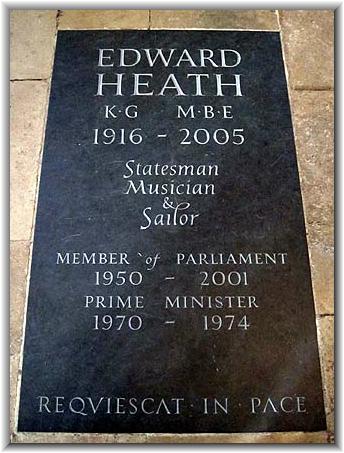 EDWARD
HEATH
K·G M·B·E
1916 - 2005
Statesman
Musician
&
Sailor
MEMBER of PARLIAMENT
1950 - 2001
PRIME MINISTER
1970 - 1974
REQVIESCAT · IN · PACE